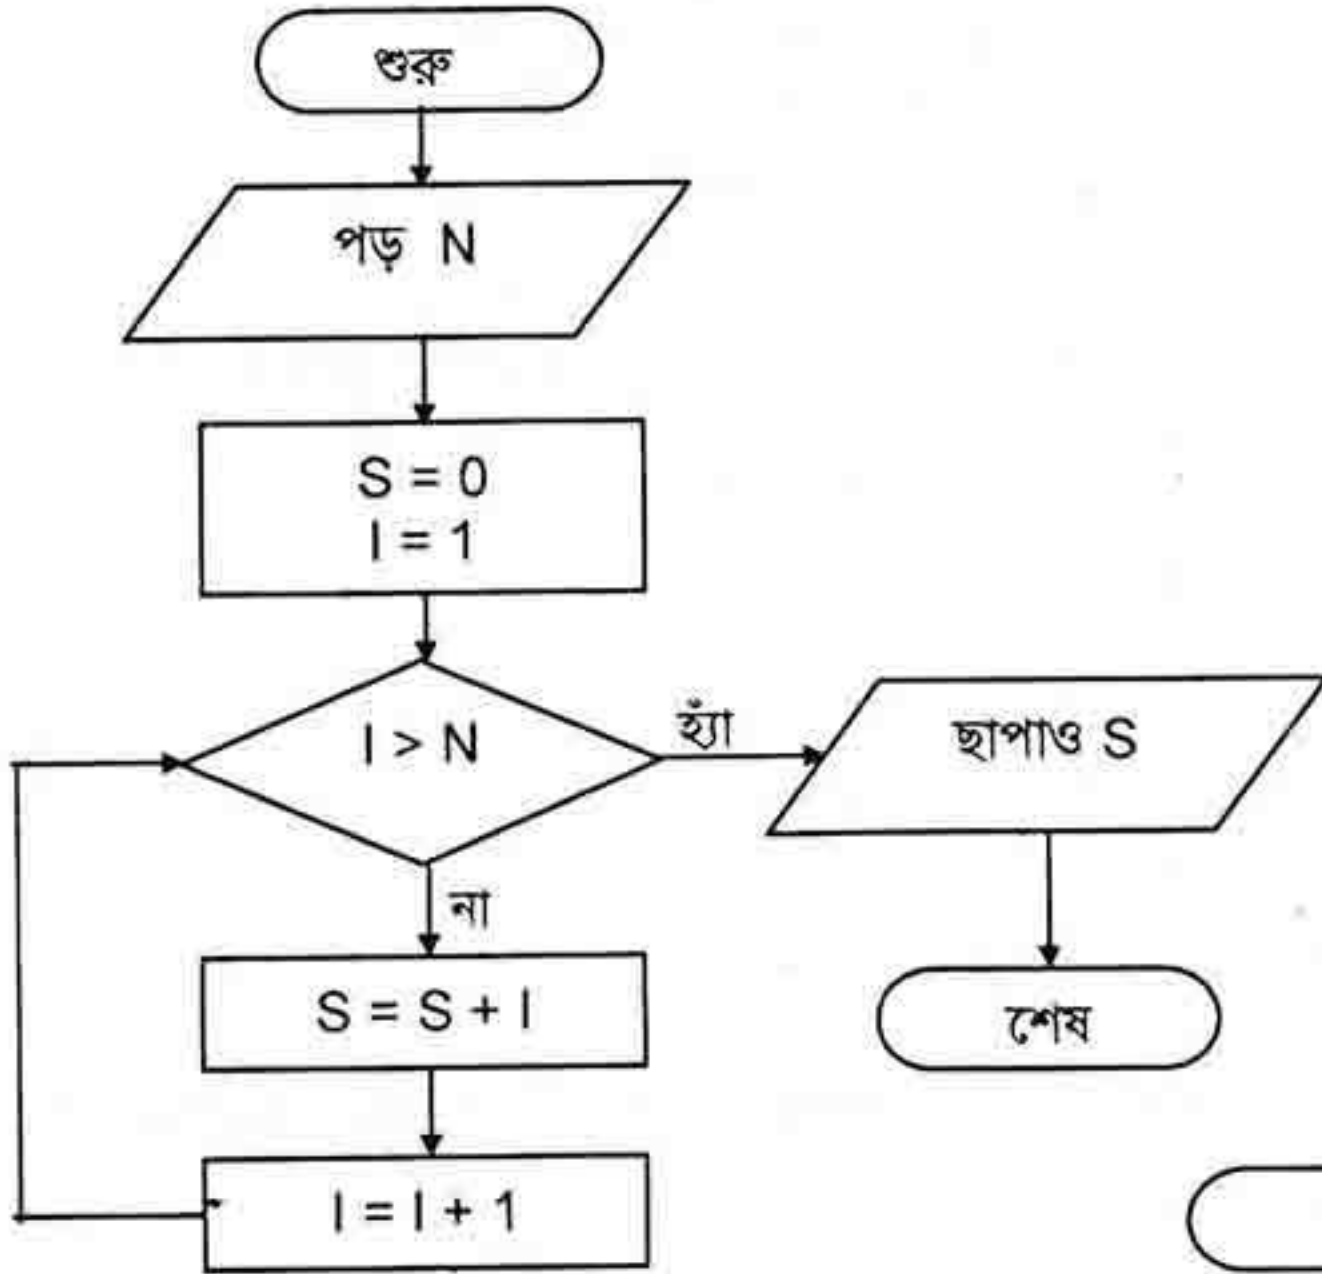 শুরু
পড় N
S = 0
I = 1
I > N
হ্যাঁ
ছাপাও S
না
S = S + I
শেষ
I = I + 1